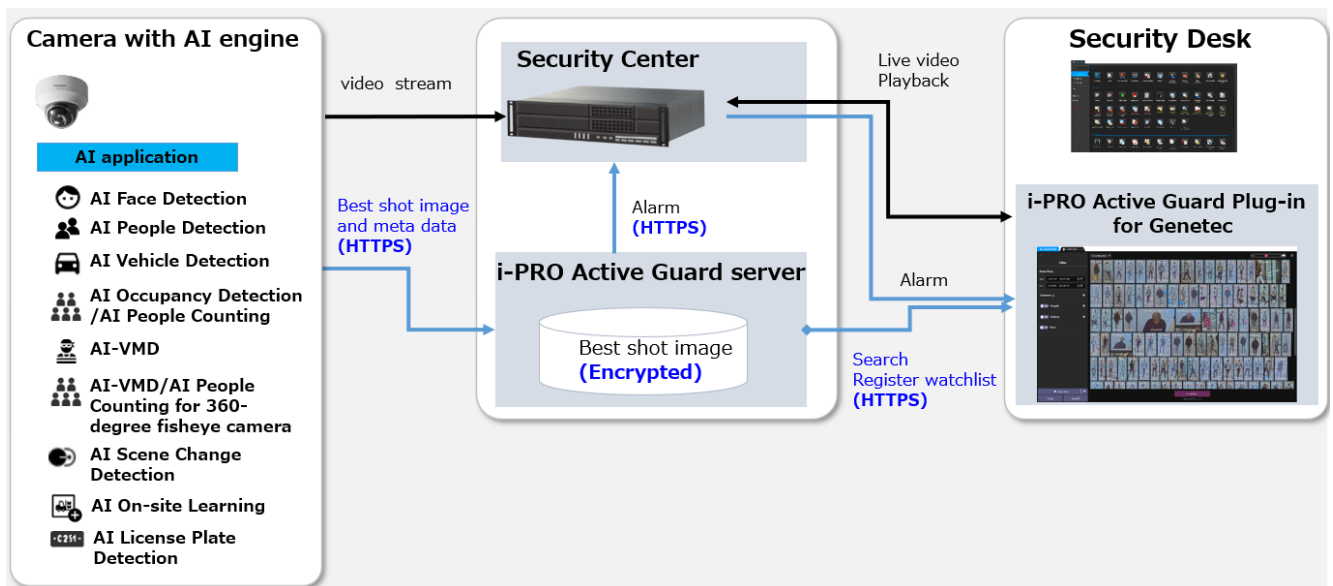 Camera with AI engine
AI application
AI Face Detection
AI People Detection
AI Vehicle Detection
AI Occupancy Detection
/AI People Counting
AI-VMD
AI-VMD/AI People
Counting for 360-
degree fisheye camera
AI Scene Change
Detection
AI On-site Learning
AI License Plate
Detection
video stream
Best shot image
and meta data
(HTTPS)
Security Center
Alarm
(HTTPS)
i-PRO Active Guard server
Best shot image
(Encrypted)
Live video
Playback
Alarm
Search
Register watchlist
(HTTPS)
Security Desk
i-PRO Active Guard Plug-in
for Genetec